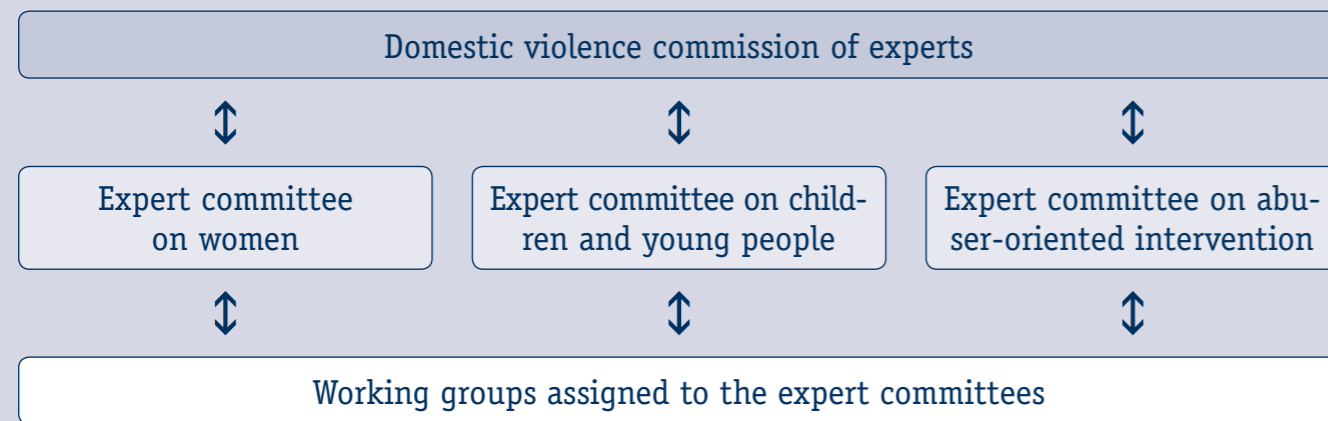 Domestic violence commission of experts
Expert committee
on women
Expert committee on child-
ren and young people
Expert committee on abu-
ser-oriented intervention
Working groups assigned to the expert committees